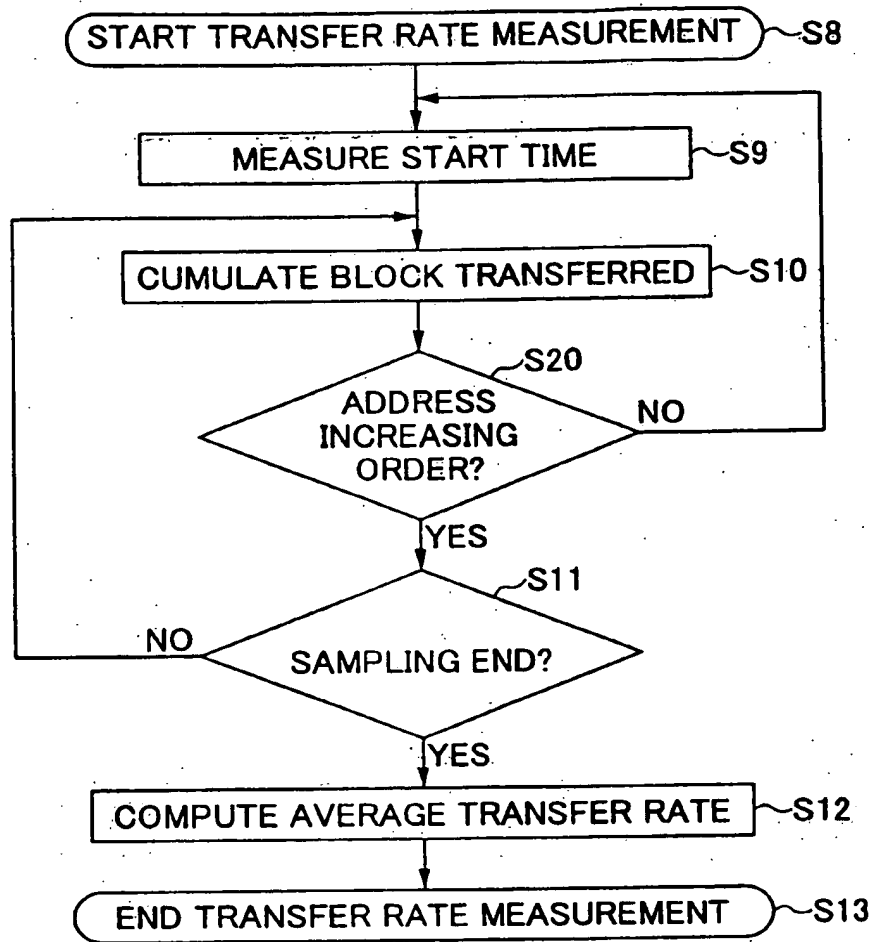 START TRANSFER RATE MEASUREMENT S8
MEASURE START TIME S9
CUMULATE BLOCK TRANSFERRED S10
S20
ADDRESS
INCREASING
ORDER?
NO
YES
S11
NO
SAMPLING END?
YES
COMPUTE AVERAGE TRANSFER RATE S12
END TRANSFER RATE MEASUREMENT S13